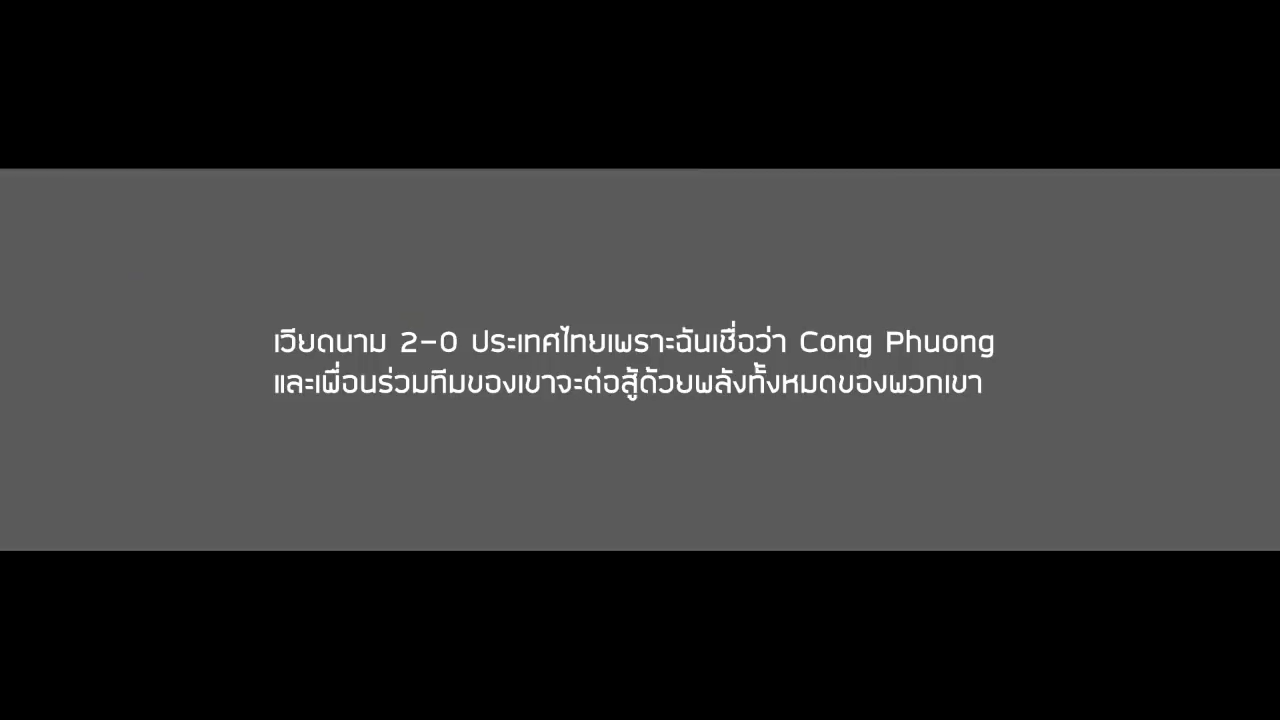 เวียดนาม 2-0 ประเทศไทยเพราะฉันเชื่อว่า Cong Phuong
และเพื่อนร่วมทีมของเขาจะต่อสู้ด้วยพลังทั้งหมดของพวกเขา